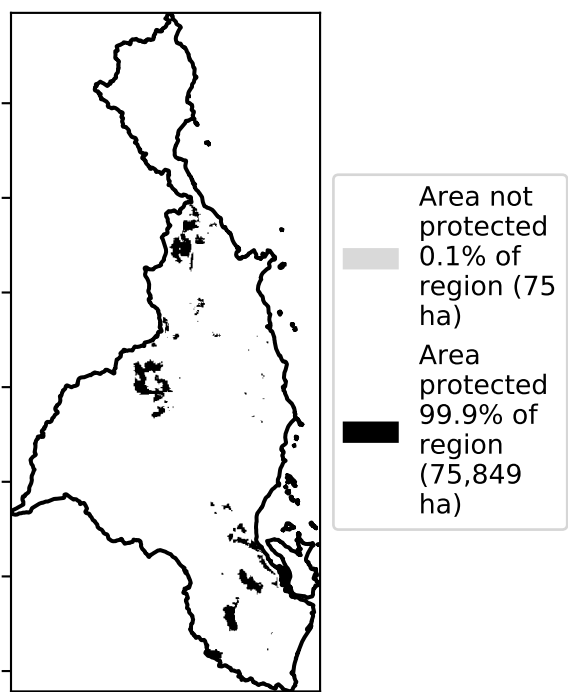 Area not
protected
0.1% of
region (75
ha)
Area
protected
99.9% of
region
(75,849
ha)